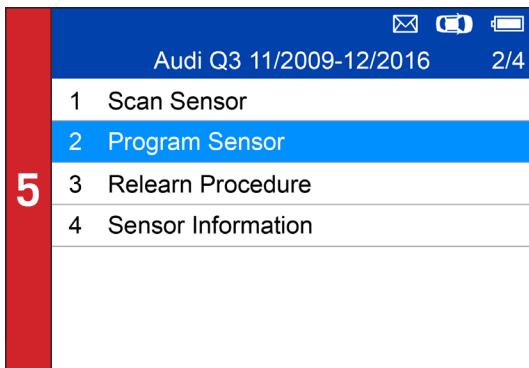 Audi Q3 11/2009-12/2016 2/4
1 Scan Sensor
2 Program Sensor
5
3 Relearn Procedure
4 Sensor Information